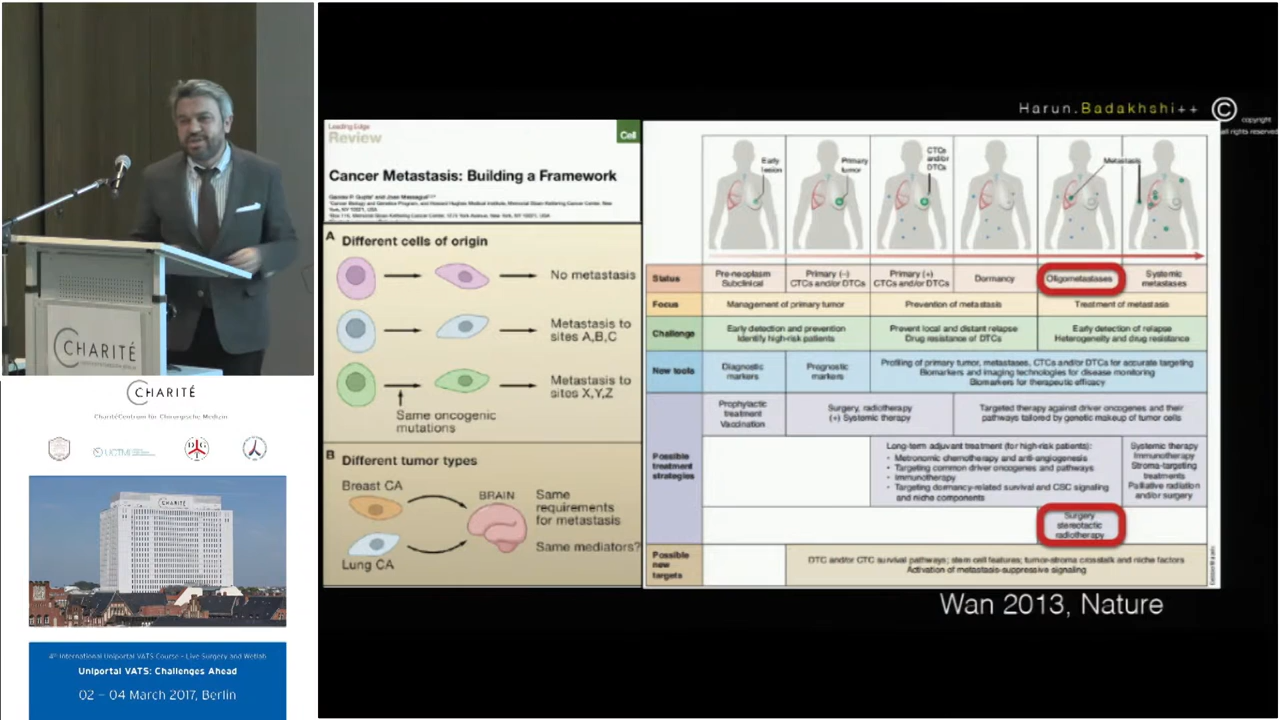 CHARITÉ
CHARITÉ
CharitéCentrum für Chirurgische Medizin
UCTMI
CHARITÉ
4th International Uniportal VATS Course – Live Surgery and Wetlab
Uniportal VATS: Challenges Ahead
02 – 04 March 2017, Berlin
Harun.Badakhshi++ ©
copyright
all rights reserved
Leading Edge
Review
Cell
Cancer Metastasis: Building a Framework
A Different cells of origin
No metastasis
Metastasis to
sites A,B,C
Metastasis to
sites X,Y,Z
Same oncogenic
mutations
B Different tumor types
Breast CA
BRAIN
Lung CA
Same
requirements
for metastasis
Same mediators?
Early
lesion
Primary
tumor
CTCs
and/or
DTCs
Metastasis
Status
Pre-neoplasm
Subclinical
Primary (–)
CTCs and/or DTCs
Primary (+)
CTCs and/or DTCs
Dormancy
Oligometastases
Systemic
metastases
Focus
Management of primary tumor
Prevention of metastasis
Treatment of metastasis
Challenge
Early detection and prevention
Identify high-risk patients
Prevent local and distant relapse
Drug resistance of DTCs
Early detection of relapse
Heterogeneity and drug resistance
New tools
Diagnostic
markers
Prognostic
markers
Profiling of primary tumor, metastases, CTCs and/or DTCs for accurate targeting
Biomarkers and imaging technologies for disease monitoring
Biomarkers for therapeutic efficacy
Possible
treatment
strategies
Prophylactic
treatment
Vaccination
Surgery, radiotherapy
(+) Systemic therapy
Targeted therapy against driver oncogenes and their
pathways tailored by genetic makeup of tumor cells
Long-term adjuvant treatment (for high-risk patients):
• Metronomic chemotherapy and anti-angiogenesis
• Targeting common driver oncogenes and pathways
• Immunotherapy
• Targeting dormancy-related survival and CSC signaling
and niche components
Systemic therapy
Immunotherapy
Stroma-targeting
treatments
Palliative radiation
and/or surgery
Surgery
stereotactic
radiotherapy
Possible
new
targets
DTC and/or CTC survival pathways; stem cell features, tumor-stroma crosstalk and niche factors
Activation of metastasis-suppressive signaling
Wan 2013, Nature